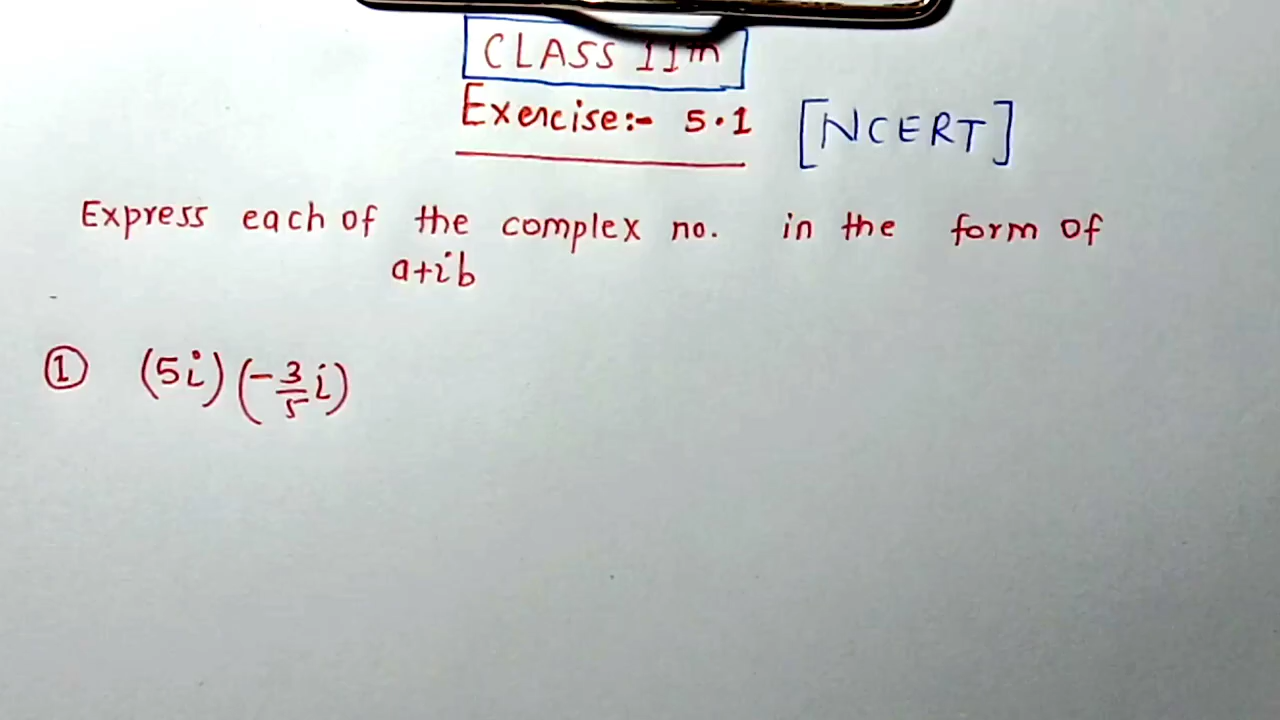 CLASS 11th
Exercise:- 5.1 [NCERT]
Express each of the complex no. in the form of
a+ib
① (5i)(-3/5 i)